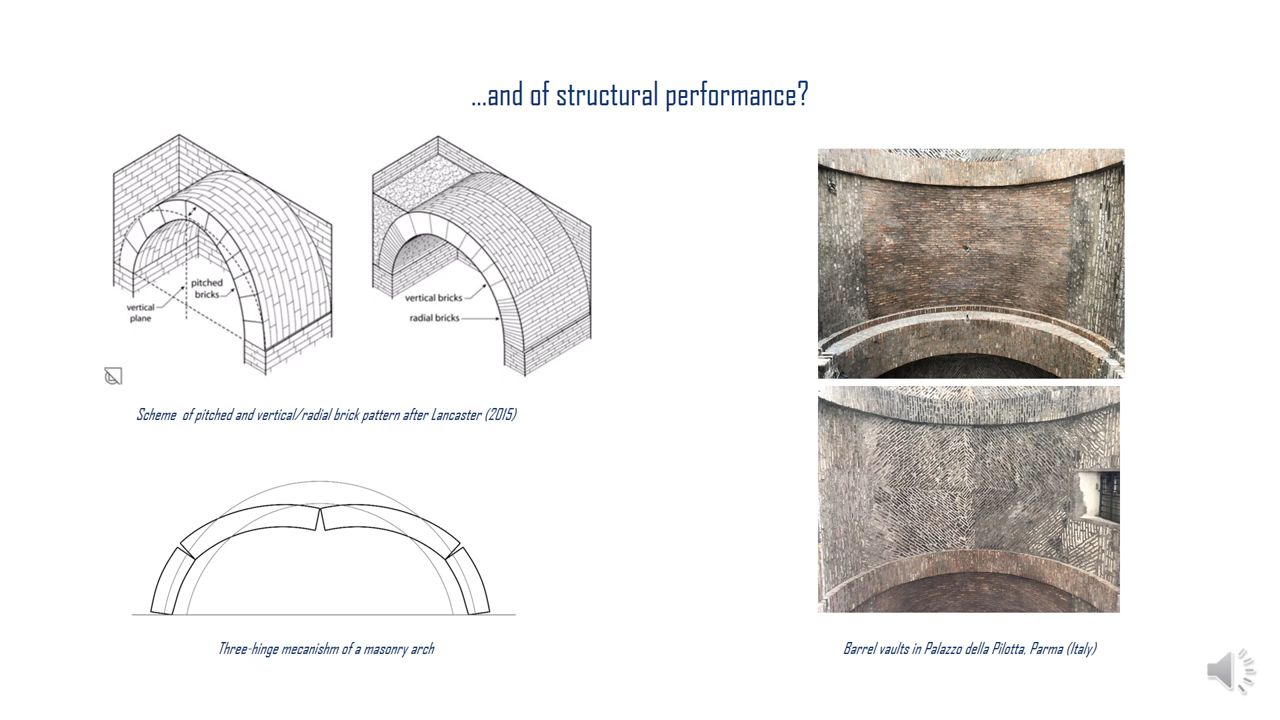 ...and of structural performance?
pitched
bricks
vertical
plane
vertical bricks
radial bricks
Scheme of pitched and vertical/radial brick pattern after Lancaster (2015)
Three-hinge mecanishm of a masonry arch
Barrel vaults in Palazzo della Pilotta, Parma (Italy)